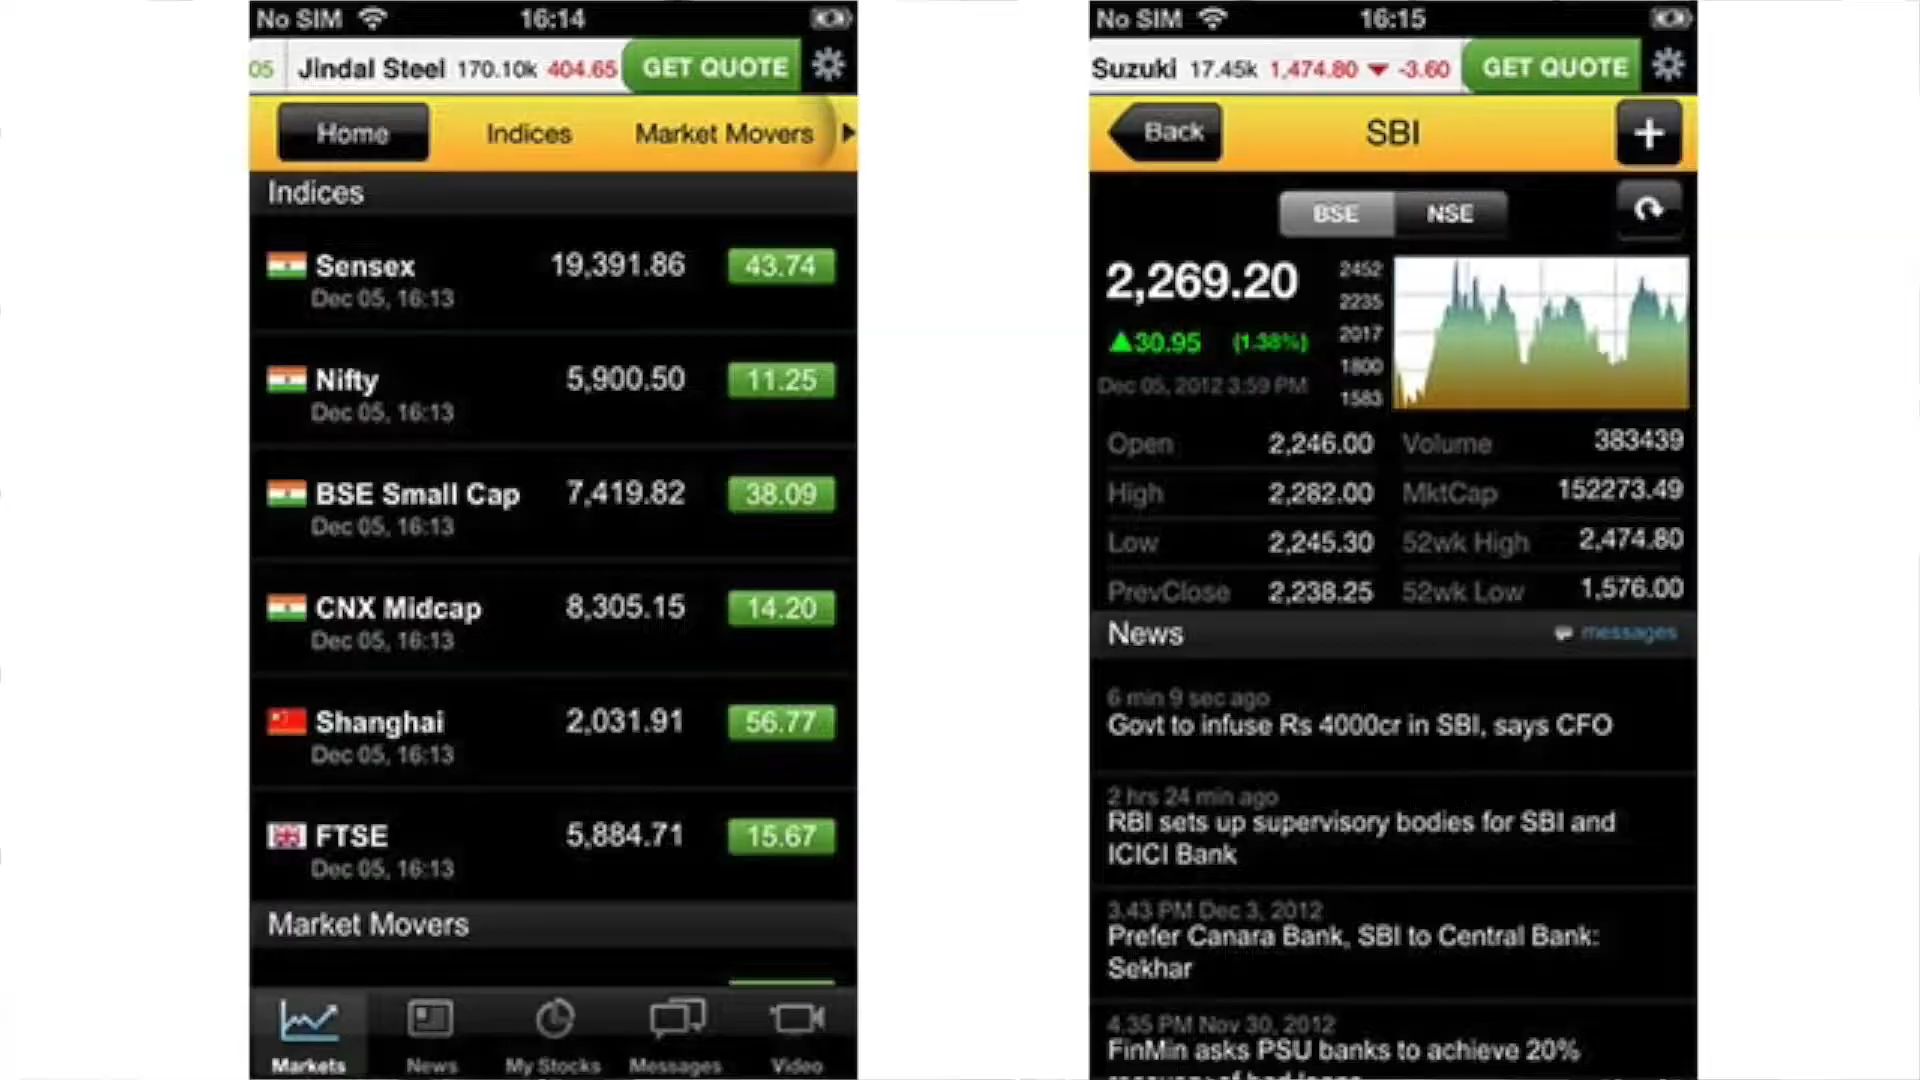 No SIM 16:14
05 Jindal Steel 170.10k 404.65 GET QUOTE
Home Indices Market Movers
Indices
Sensex 19,391.86 43.74
Dec 05, 16:13
Nifty 5,900.50 11.25
Dec 05, 16:13
BSE Small Cap 7,419.82 38.09
Dec 05, 16:13
CNX Midcap 8,305.15 14.20
Dec 05, 16:13
Shanghai 2,031.91 56.77
Dec 05, 16:13
FTSE 5,884.71 15.67
Dec 05, 16:13
Market Movers
Markets News My Stocks Messages Video
No SIM 16:15
Suzuki 17.45k 1,474.80 ▼ -3.60 GET QUOTE
Back SBI +
BSE NSE
2,269.20
▲30.95 (1.38%)
Dec 05, 2012 3:59 PM
2452
2235
2017
1800
1583
Open 2,246.00 Volume 383439
High 2,282.00 MktCap 152273.49
Low 2,245.30 52wk High 2,474.80
PrevClose 2,238.25 52wk Low 1,576.00
News messages
6 min 9 sec ago
Govt to infuse Rs 4000cr in SBI, says CFO
2 hrs 24 min ago
RBI sets up supervisory bodies for SBI and
ICICI Bank
3.43 PM Dec 3, 2012
Prefer Canara Bank, SBI to Central Bank:
Sekhar
4.35 PM Nov 30, 2012
FinMin asks PSU banks to achieve 20%